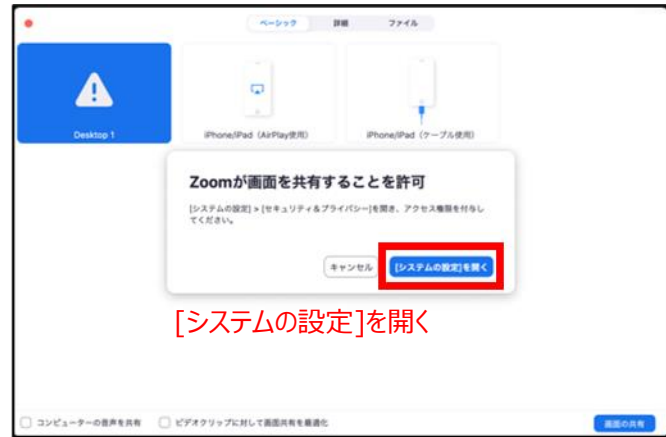 ベーシック 詳細 ファイル
Desktop 1 iPhone/iPad（AirPlay使用） iPhone/iPad（ケーブル使用）
Zoomが画面を共有することを許可
[システムの設定] > [セキュリティ&プライバシー]を開き、アクセス権限を付与し
てください。
キャンセル [システムの設定]を開く
[システムの設定]を開く
コンピューターの音声を共有 ビデオクリップに対して画面共有を最適化 画面の共有